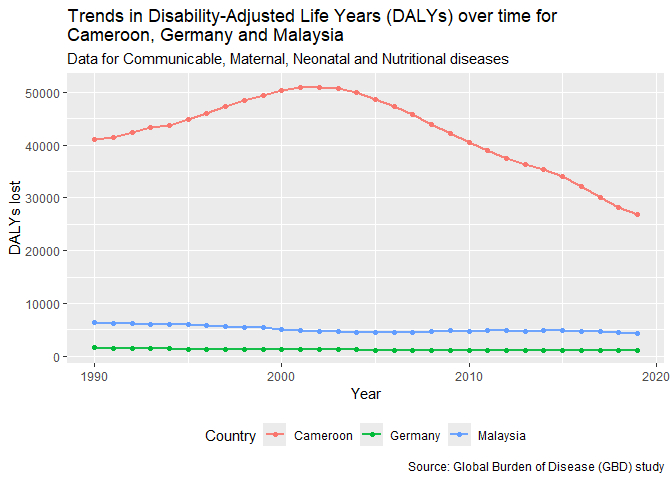 Trends in Disability-Adjusted Life Years (DALYs) over time for
Cameroon, Germany and Malaysia
Data for Communicable, Maternal, Neonatal and Nutritional diseases
DALYs lost
50000
40000
30000
20000
10000
0
1990 2000 2010 2020
Year
Country Cameroon Germany Malaysia
Source: Global Burden of Disease (GBD) study